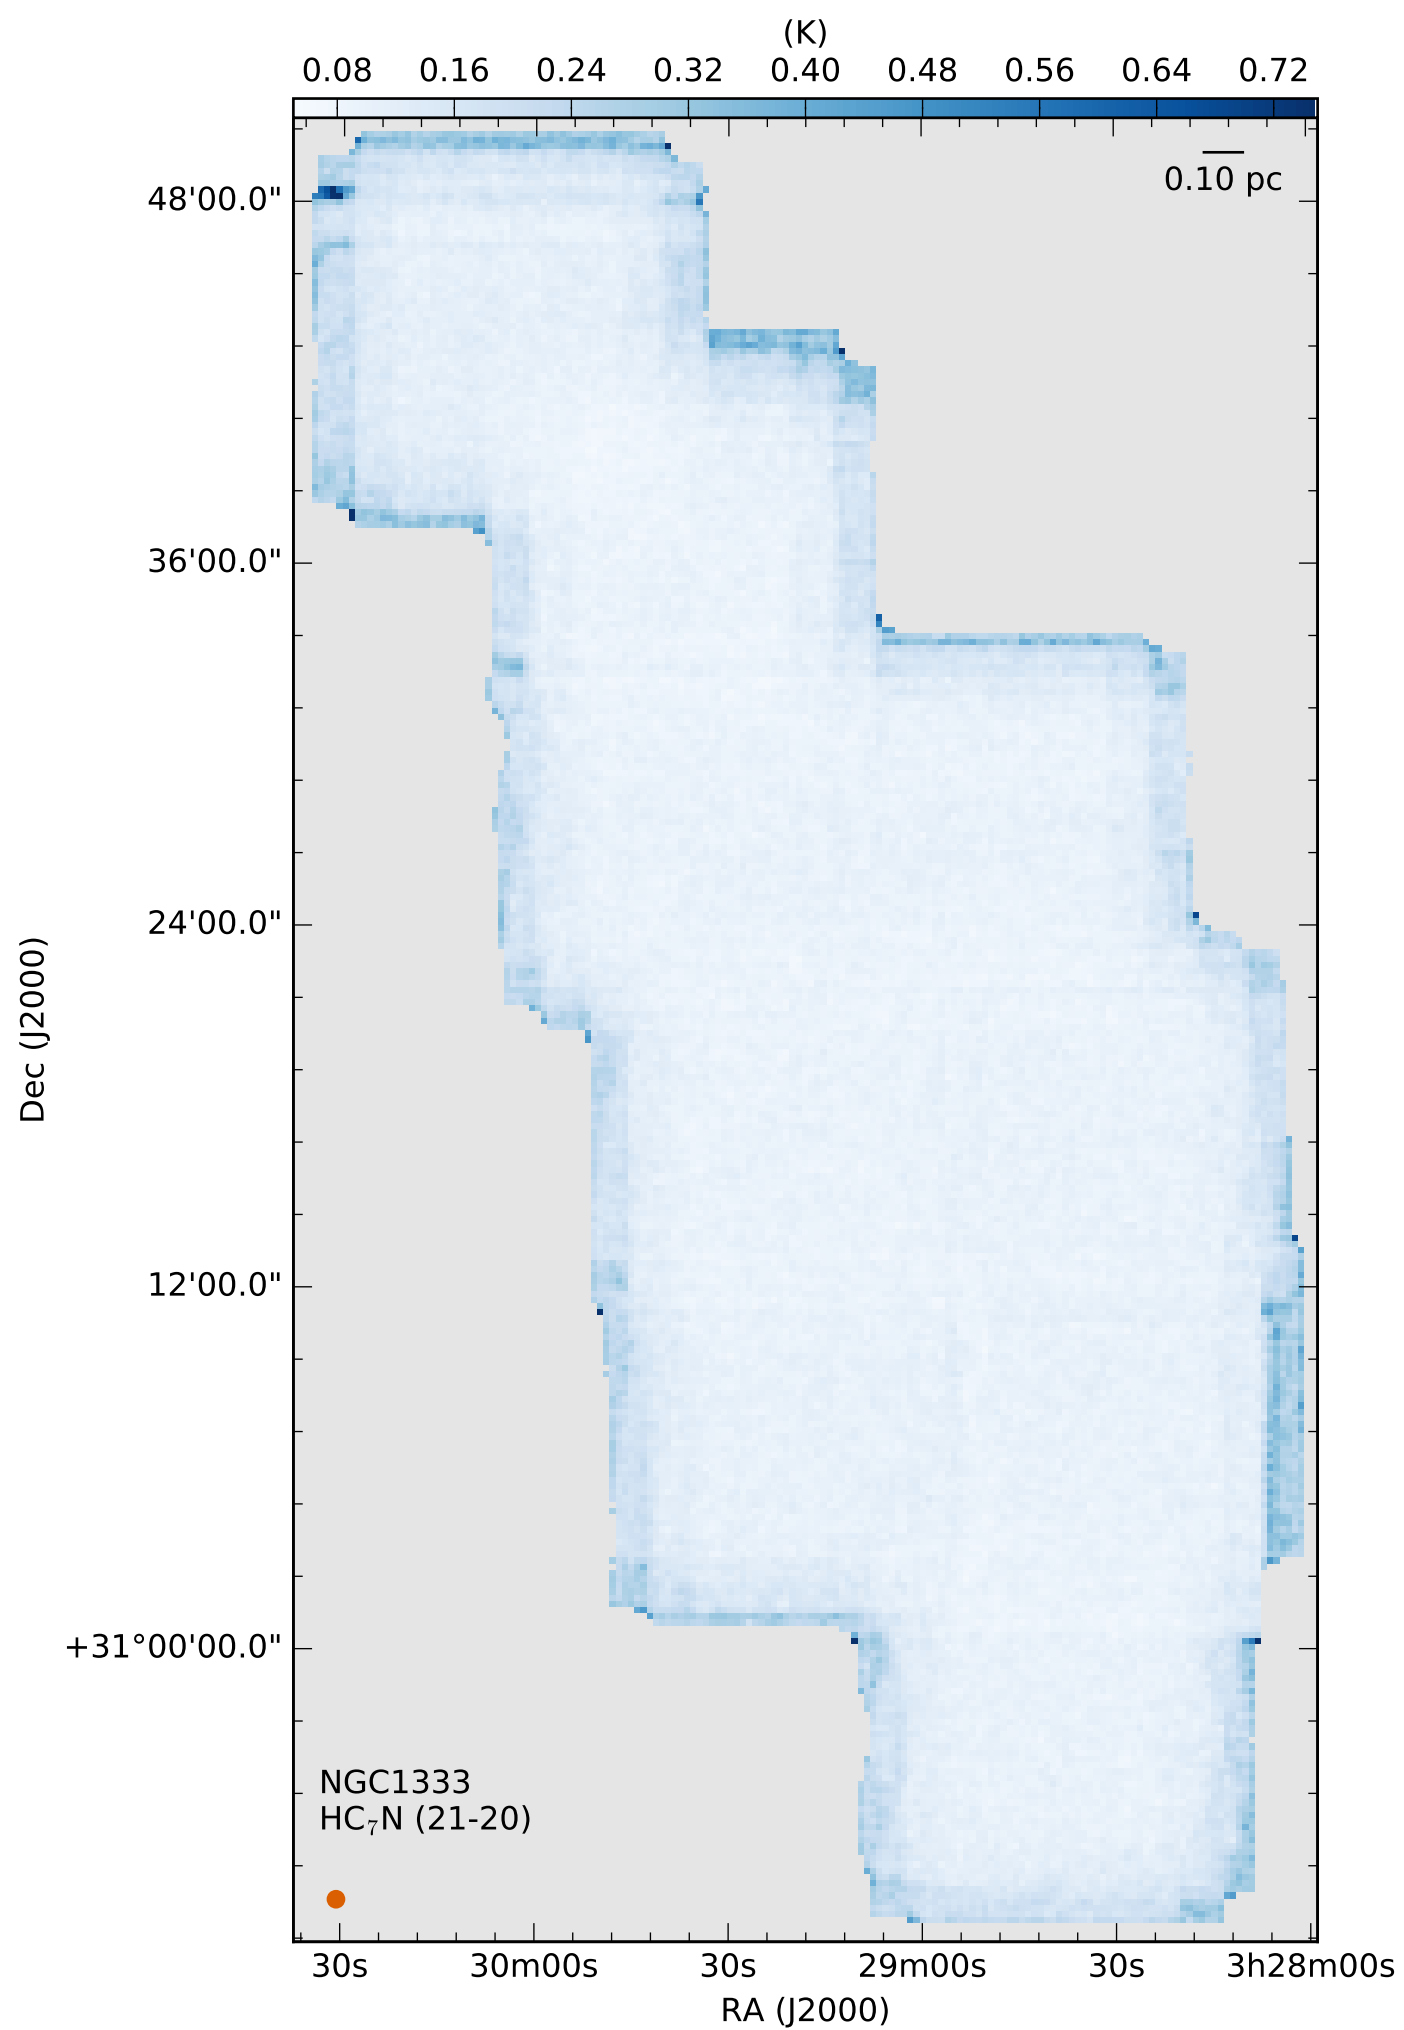 (K)
0.08 0.16 0.24 0.32 0.40 0.48 0.56 0.64 0.72
0.10 pc
48'00.0"
36'00.0"
24'00.0"
12'00.0"
+31°00'00.0"
Dec (J2000)
NGC1333
HC₇N (21-20)
30s 30m00s 30s 29m00s 30s 3h28m00s
RA (J2000)